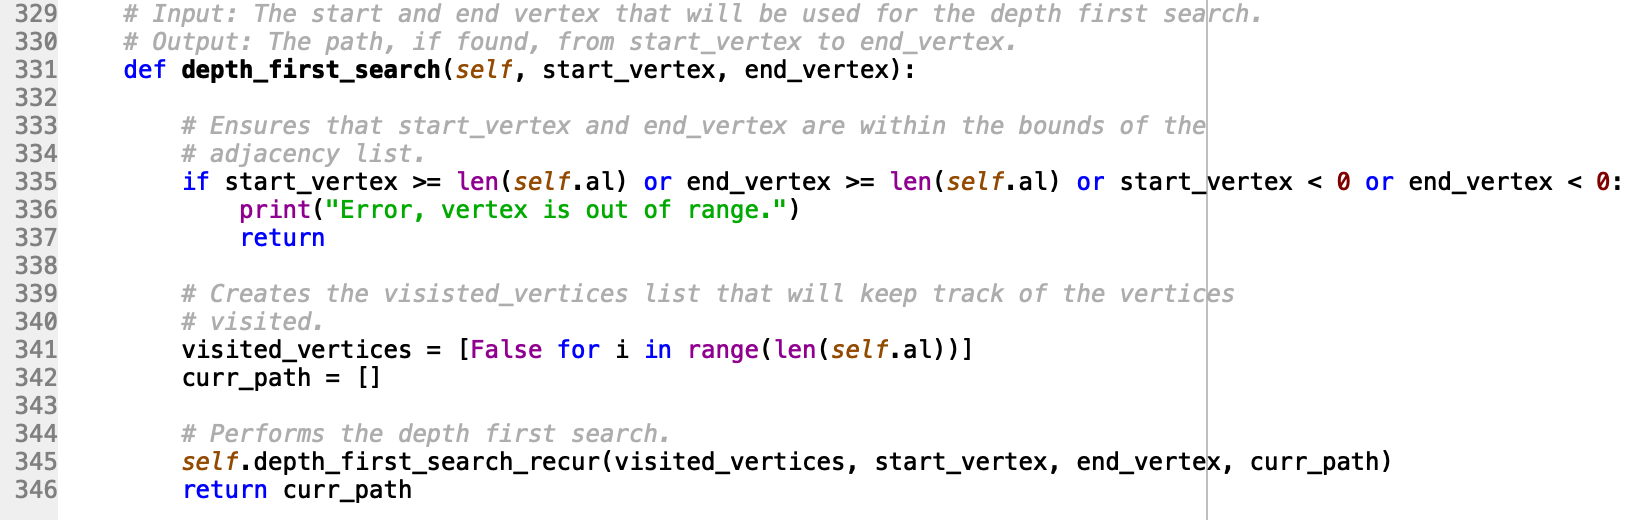 329 # Input: The start and end vertex that will be used for the depth first search.
330 # Output: The path, if found, from start_vertex to end_vertex.
331 def depth_first_search(self, start_vertex, end_vertex):
332
333 # Ensures that start_vertex and end_vertex are within the bounds of the
334 # adjacency list.
335 if start_vertex >= len(self.al) or end_vertex >= len(self.al) or start_vertex < 0 or end_vertex < 0:
336 print("Error, vertex is out of range.")
337 return
338
339 # Creates the visisted_vertices list that will keep track of the vertices
340 # visited.
341 visited_vertices = [False for i in range(len(self.al))]
342 curr_path = []
343
344 # Performs the depth first search.
345 self.depth_first_search_recur(visited_vertices, start_vertex, end_vertex, curr_path)
346 return curr_path